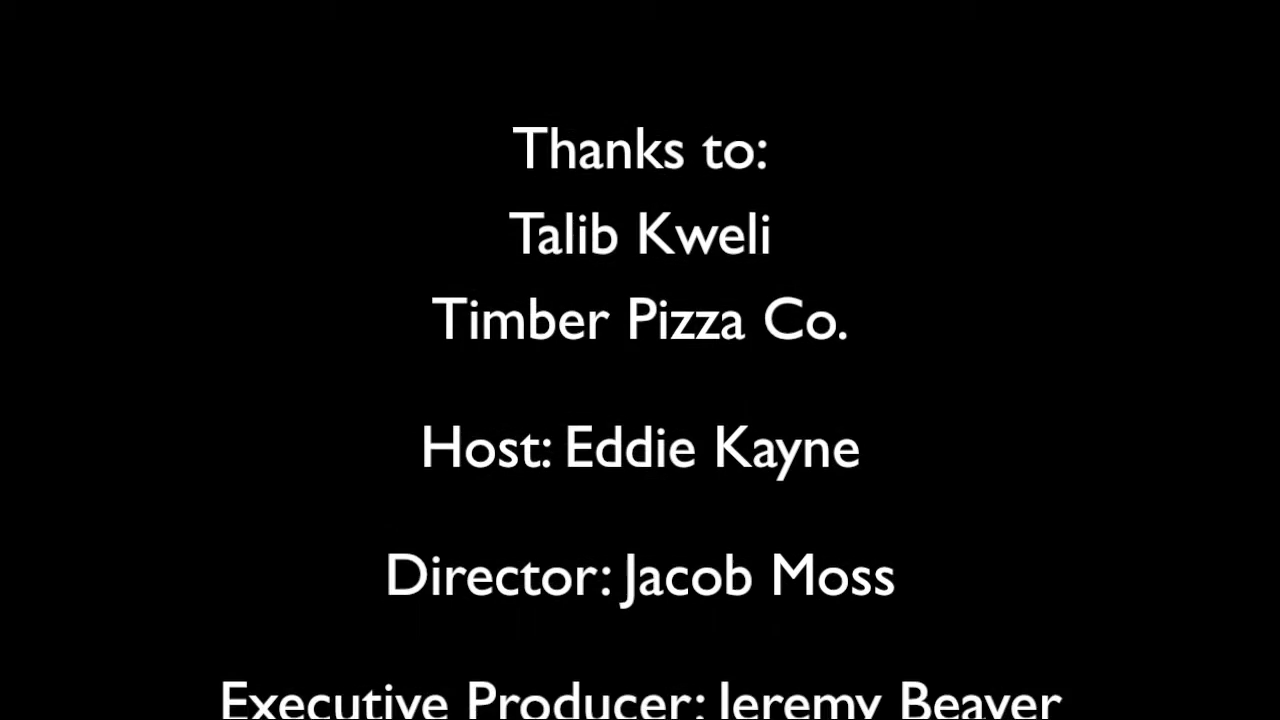 Thanks to:
Talib Kweli
Timber Pizza Co.
Host: Eddie Kayne
Director: Jacob Moss
Executive Producer: Jeremy Beaver